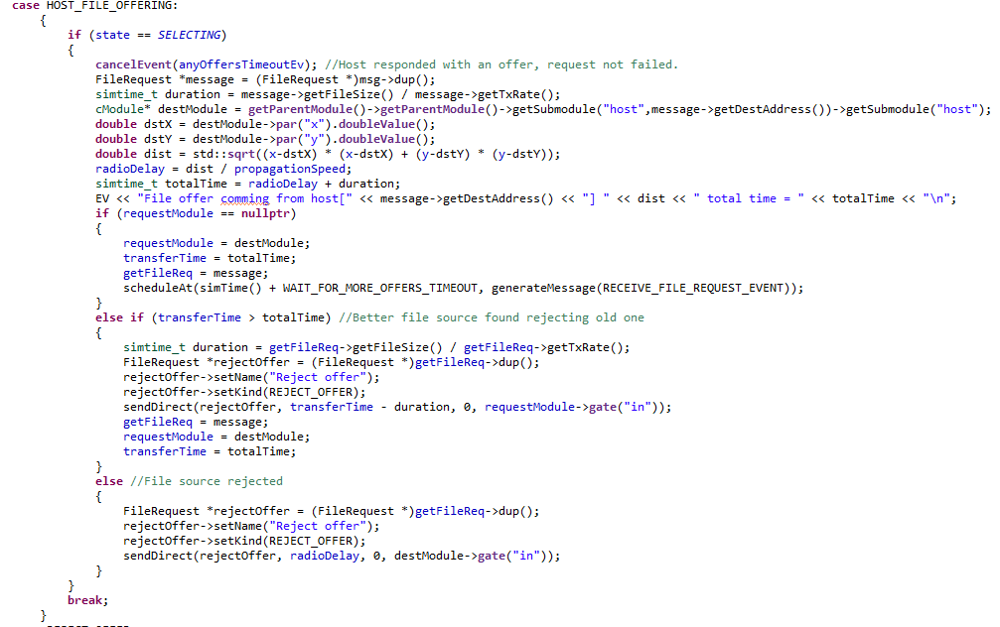 case HOST_FILE_OFFERING:
{
if (state == SELECTING)
{
cancelEvent(anyOffersTimeoutEv); //Host responded with an offer, request not failed.
FileRequest *message = (FileRequest *)msg->dup();
simtime_t duration = message->getFileSize() / message->getTxRate();
cModule* destModule = getParentModule()->getParentModule()->getSubmodule("host",message->getDestAddress())->getSubmodule("host");
double dstX = destModule->par("x").doubleValue();
double dstY = destModule->par("y").doubleValue();
double dist = std::sqrt((x-dstX) * (x-dstX) + (y-dstY) * (y-dstY));
radioDelay = dist / propagationSpeed;
simtime_t totalTime = radioDelay + duration;
EV << "File offer comming from host[" << message->getDestAddress() << "] " << dist << " total time = " << totalTime << "\n";
if (requestModule == nullptr)
{
requestModule = destModule;
transferTime = totalTime;
getFileReq = message;
scheduleAt(simTime() + WAIT_FOR_MORE_OFFERS_TIMEOUT, generateMessage(RECEIVE_FILE_REQUEST_EVENT));
}
else if (transferTime > totalTime) //Better file source found rejecting old one
{
simtime_t duration = getFileReq->getFileSize() / getFileReq->getTxRate();
FileRequest *rejectOffer = (FileRequest *)getFileReq->dup();
rejectOffer->setName("Reject offer");
rejectOffer->setKind(REJECT_OFFER);
sendDirect(rejectOffer, transferTime - duration, 0, requestModule->gate("in"));
getFileReq = message;
requestModule = destModule;
transferTime = totalTime;
}
else //File source rejected
{
FileRequest *rejectOffer = (FileRequest *)getFileReq->dup();
rejectOffer->setName("Reject offer");
rejectOffer->setKind(REJECT_OFFER);
sendDirect(rejectOffer, radioDelay, 0, destModule->gate("in"));
}
}
break;
}